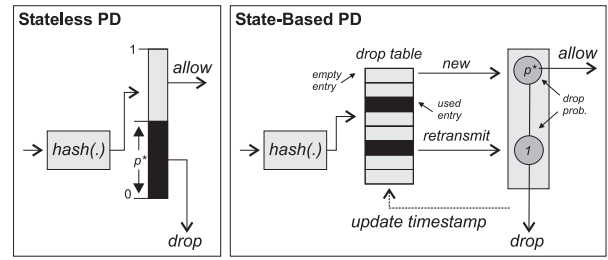 Stateless PD
1
allow
hash(.)
p*
0
drop
State-Based PD
drop table
empty
entry
new
p*
allow
used
entry
drop
prob.
hash(.)
retransmit
1
update timestamp
drop